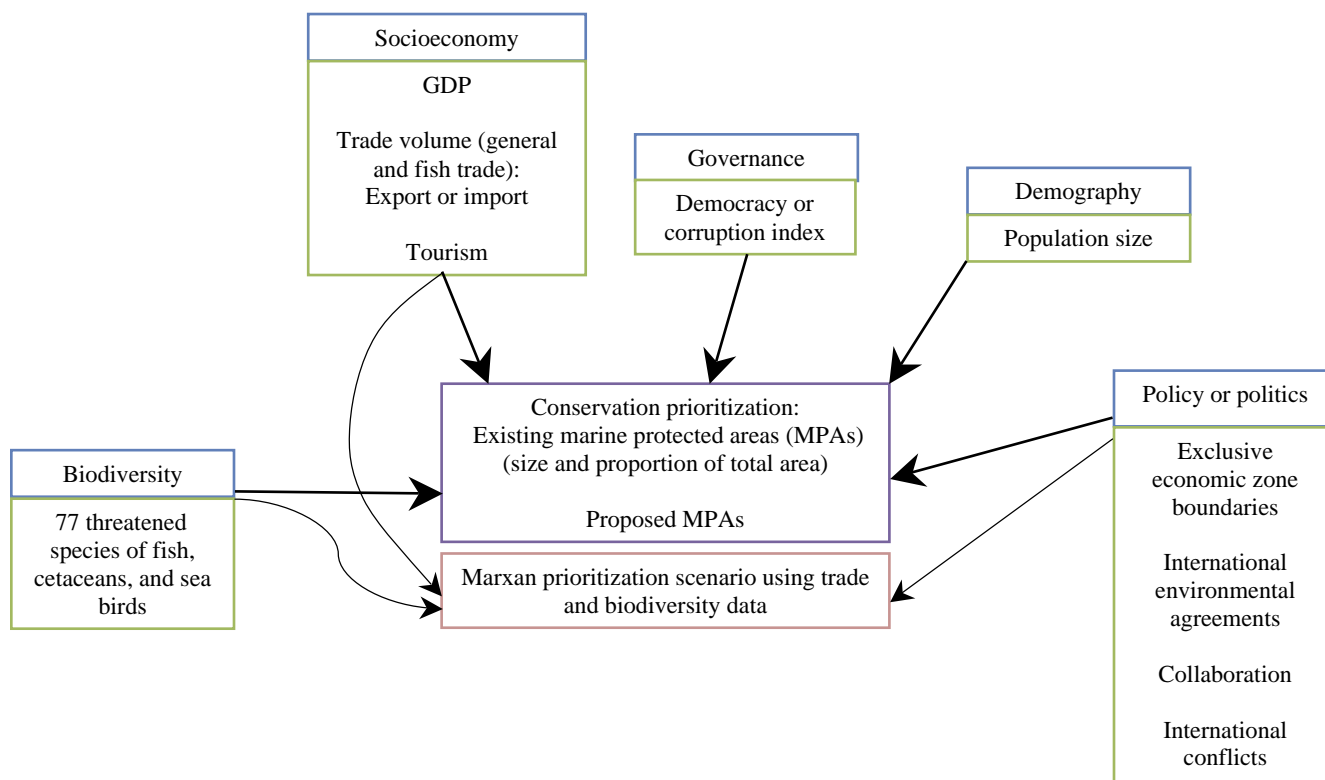 Socioeconomy
GDP
Trade volume (general
and fish trade):
Export or import
Tourism
Governance
Democracy or
corruption index
Demography
Population size
Conservation prioritization:
Existing marine protected areas (MPAs)
(size and proportion of total area)
Proposed MPAs
Policy or politics
Exclusive
economic zone
boundaries
International
environmental
agreements
Collaboration
International
conflicts
Biodiversity
77 threatened
species of fish,
cetaceans, and sea
birds
Marxan prioritization scenario using trade
and biodiversity data